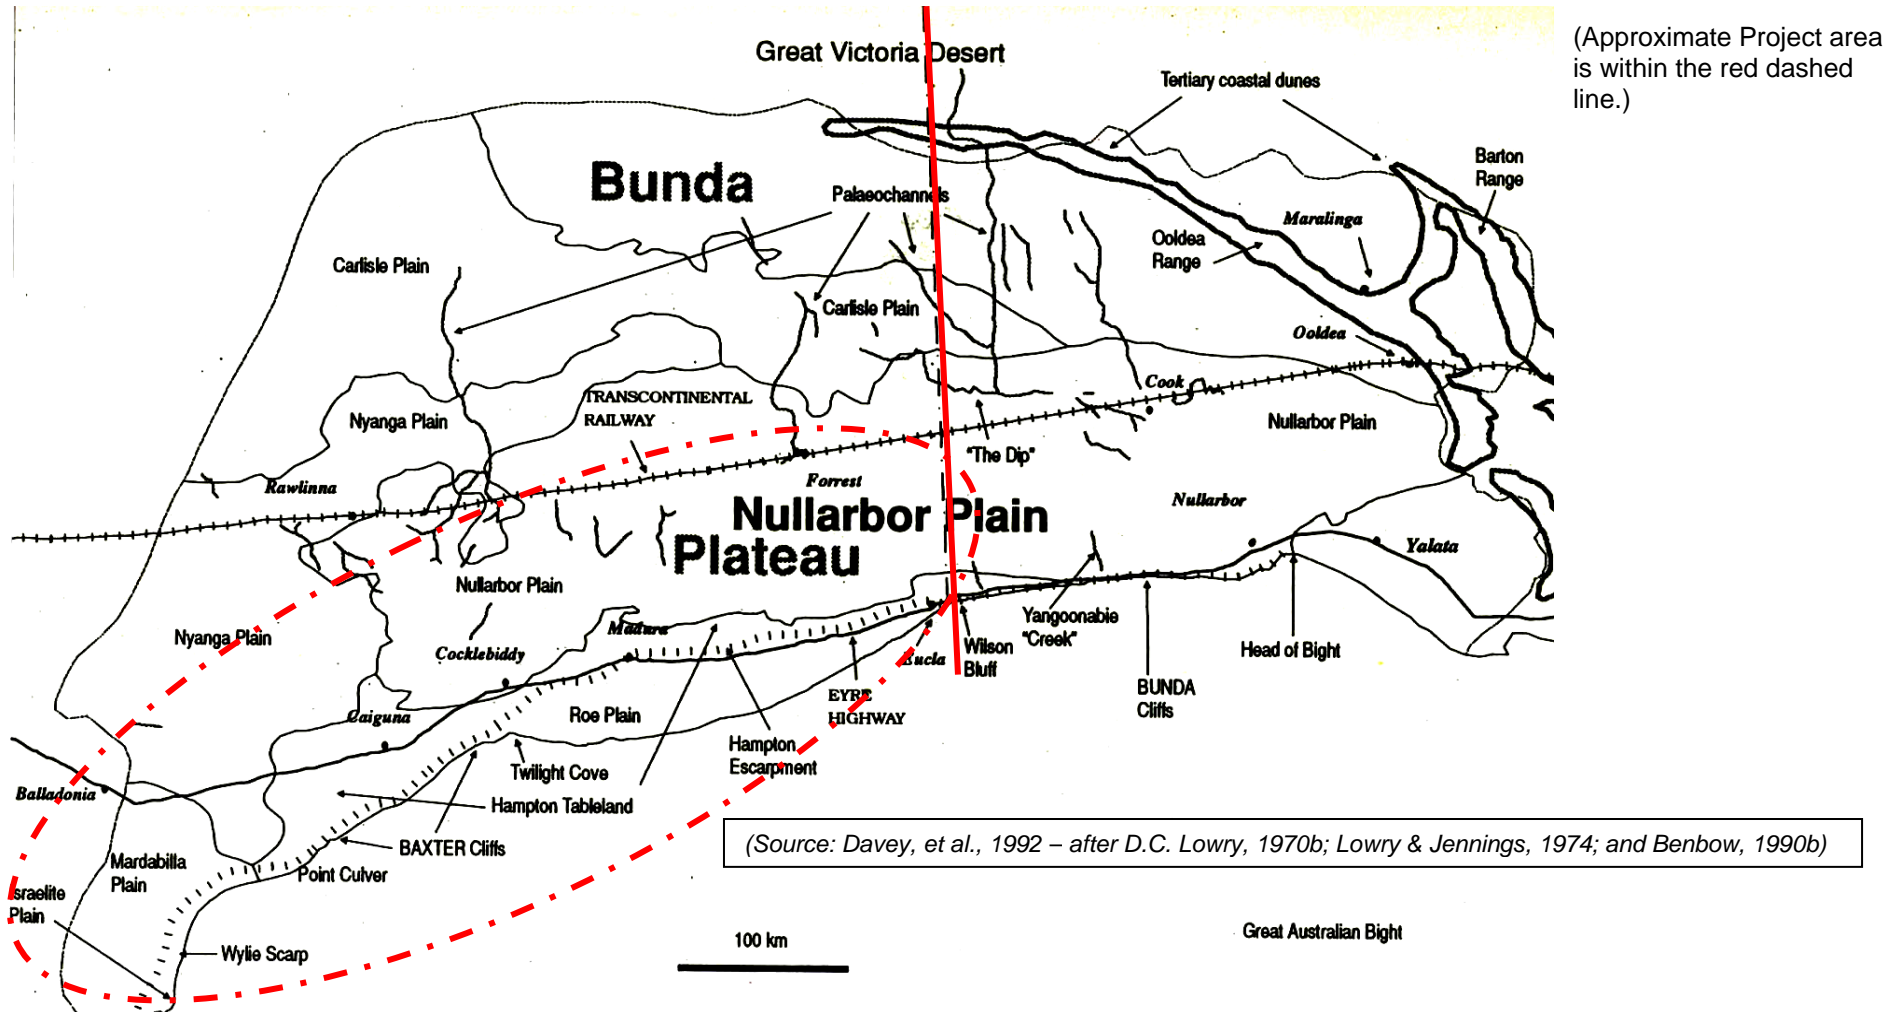 (Approximate Project area
is within the red dashed
line.)
Great Victoria Desert
Tertiary coastal dunes
Barton
Range
Bunda
Palaeochannels
Maralinga
Ooldea
Range
Carlisle Plain
Carlisle Plain
Ooldea
TRANSCONTINENTAL
RAILWAY
Cook
Nyanga Plain
Nullarbor Plain
"The Dip"
Rawlinna
Forrest
Nullarbor
Nullarbor Plain
Plateau
Yalata
Nullarbor Plain
Nyanga Plain
Madura
Cocklebiddy
Eucla
Wilson
Bluff
Yangoonabie
"Creek"
Head of Bight
BUNDA
Cliffs
EYRE
HIGHWAY
Caiguna
Roe Plain
Hampton
Escarpment
Twilight Cove
Balladonia
Hampton Tableland
BAXTER Cliffs
(Source: Davey, et al., 1992 – after D.C. Lowry, 1970b; Lowry & Jennings, 1974; and Benbow, 1990b)
Mardabilla
Plain
Point Culver
Israelite
Plain
Wylie Scarp
100 km
Great Australian Bight